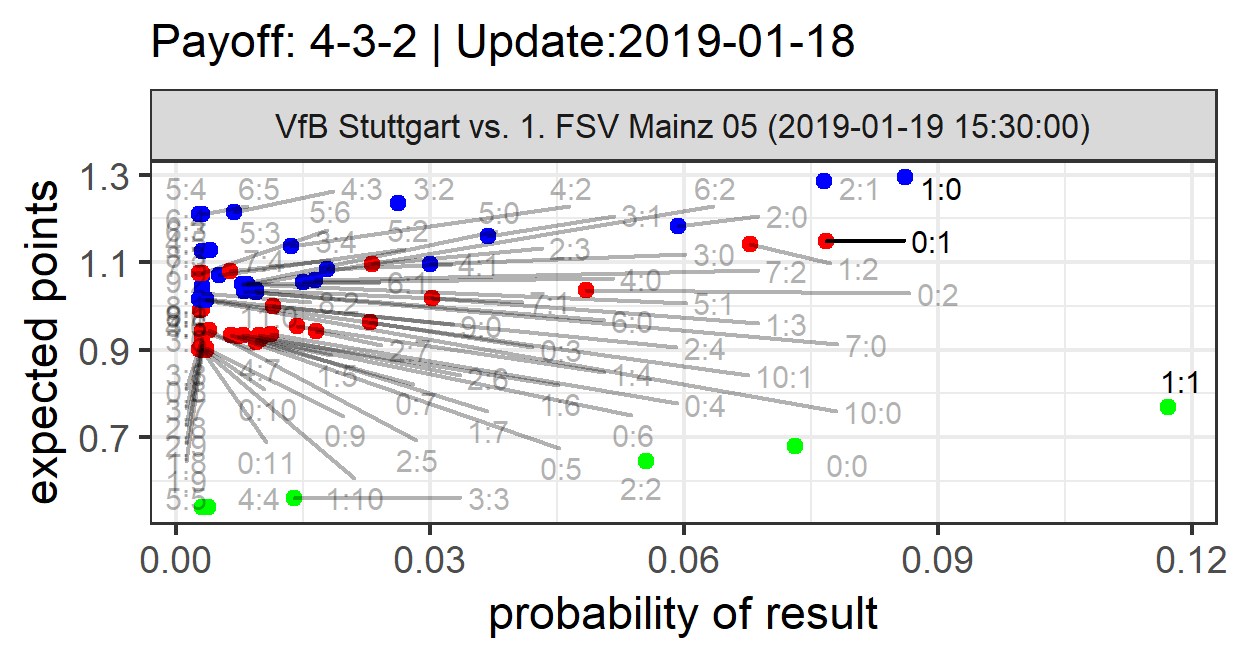 Payoff: 4-3-2 | Update:2019-01-18
VfB Stuttgart vs. 1. FSV Mainz 05 (2019-01-19 15:30:00)
expected points
1.3
1.1
0.9
0.7
5:4 6:5 4:3 3:2 4:2 6:2 2:1 1:0
5:6 5:0 3:1 2:0
5:3 3:4 5:2 2:3 0:1
7:4 4:1 3:0 7:2 1:2
6:1 4:0 0:2
8:2 7:1 5:1
9:0 6:0 1:3
2:7 0:3 2:4 7:0
4:7 1:5 2:6 1:4 10:1 1:1
0:10 0:7 1:6 0:4 10:0
0:9 1:7 0:6
0:11 2:5 0:5 0:0
1:9 2:2
5:5 4:4 1:10 3:3
0.00 0.03 0.06 0.09 0.12
probability of result